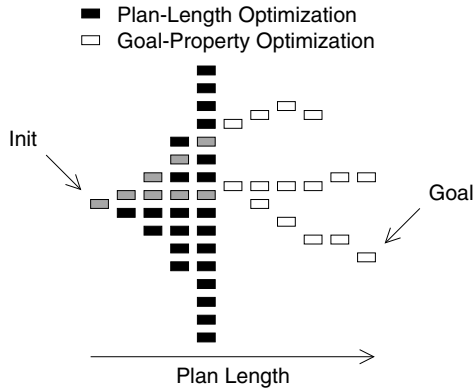 Plan-Length Optimization
Goal-Property Optimization
Init
Goal
Plan Length